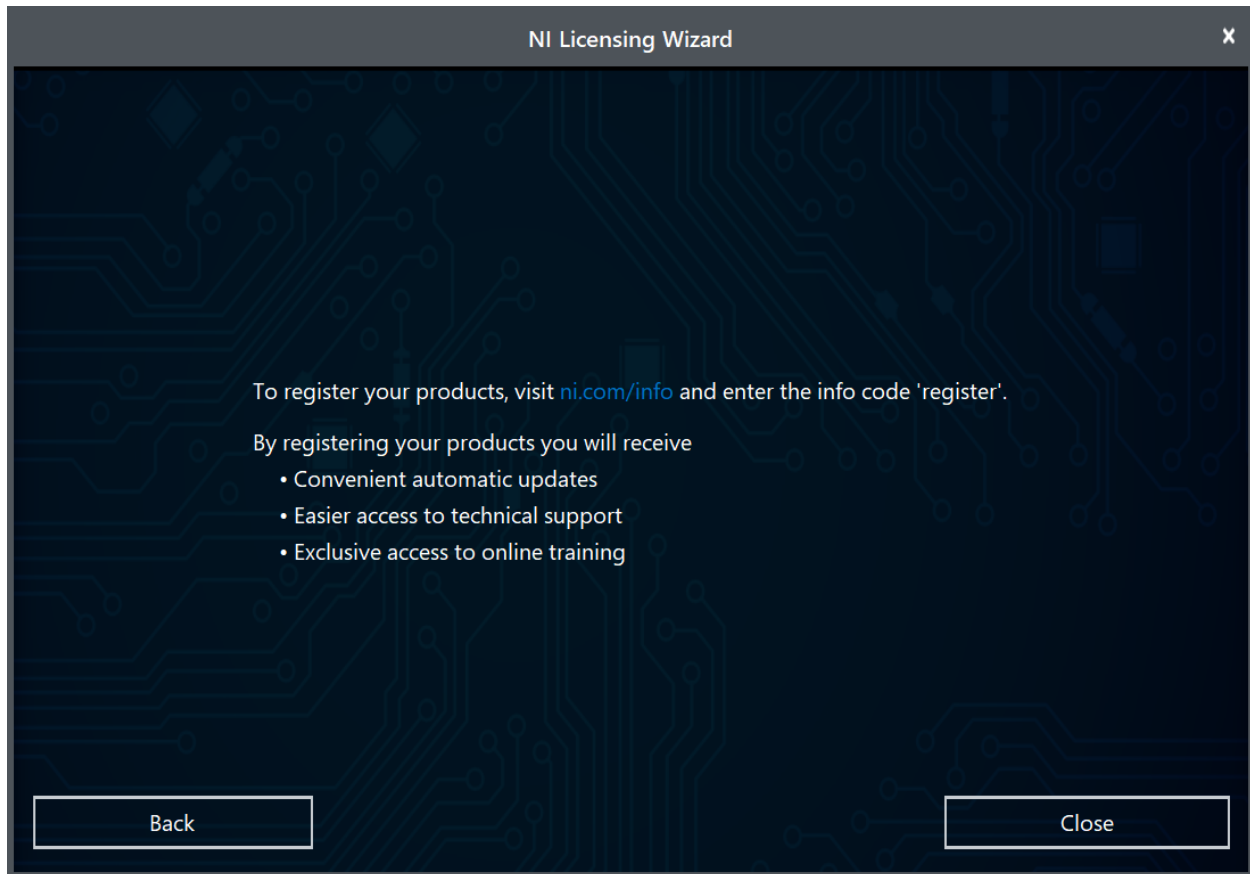 NI Licensing Wizard
x
To register your products, visit ni.com/info and enter the info code 'register'.
By registering your products you will receive
• Convenient automatic updates
• Easier access to technical support
• Exclusive access to online training
Back
Close